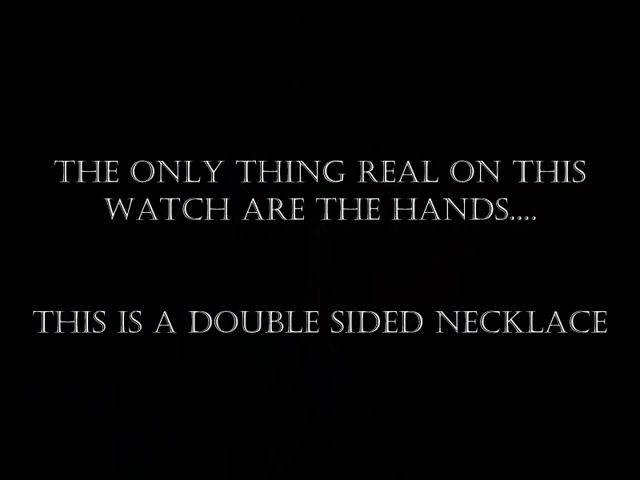 THE ONLY THING REAL ON THIS
WATCH ARE THE HANDS....
THIS IS A DOUBLE SIDED NECKLACE